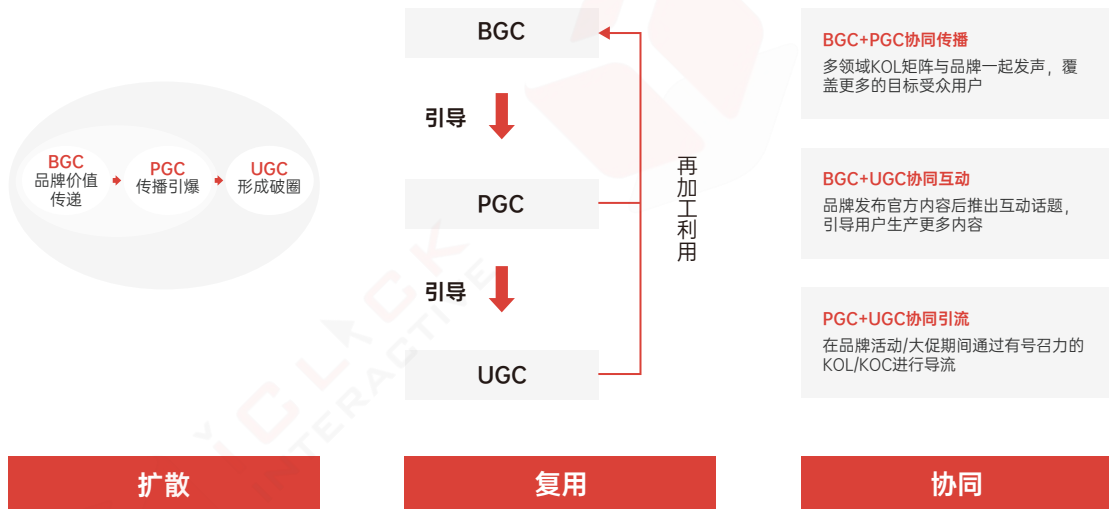 BGC
品牌价值
传递
PGC
传播引爆
UGC
形成破圈
扩散
BGC
引导
PGC
引导
UGC
再加工利用
复用
BGC+PGC协同传播
多领域KOL矩阵与品牌一起发声，覆
盖更多的目标受众用户
BGC+UGC协同互动
品牌发布官方内容后推出互动话题，
引导用户生产更多内容
PGC+UGC协同引流
在品牌活动/大促期间通过有号召力的
KOL/KOC进行导流
协同
iCLICK
INTERACTIVE